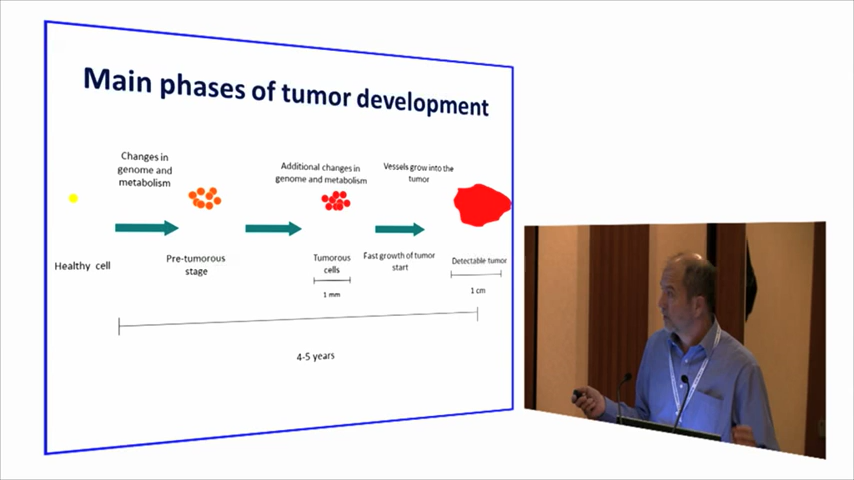 Main phases of tumor development
Changes in
genome and
metabolism
Additional changes in
genome and metabolism
Vessels grow into the
tumor
Healthy cell
Pre-tumorous
stage
Tumorous
cells
Fast growth of tumor
start
Detectable tumor
1 mm
1 cm
4-5 years